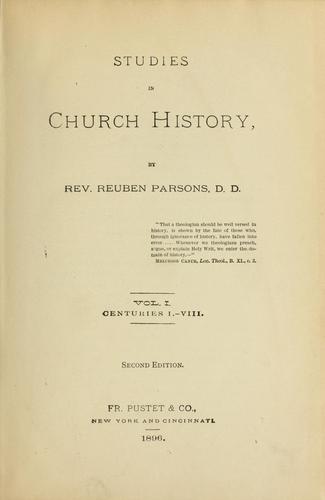 STUDIES
IN
CHURCH HISTORY,
BY
REV. REUBEN PARSONS, D. D.
"That a theologian should be well versed in
history, is shown by the fate of those who,
through ignorance of history, have fallen into
error..... Whenever we theologians preach,
argue, or explain Holy Writ, we enter the do-
main of history.—"
MELCHIOR CANUS, Loc. Theol., B. XI., c. 2.
VOL. I.
CENTURIES I.-VIII.
SECOND EDITION.
FR. PUSTET & CO.,
NEW YORK AND CINCINNATI.
1896.